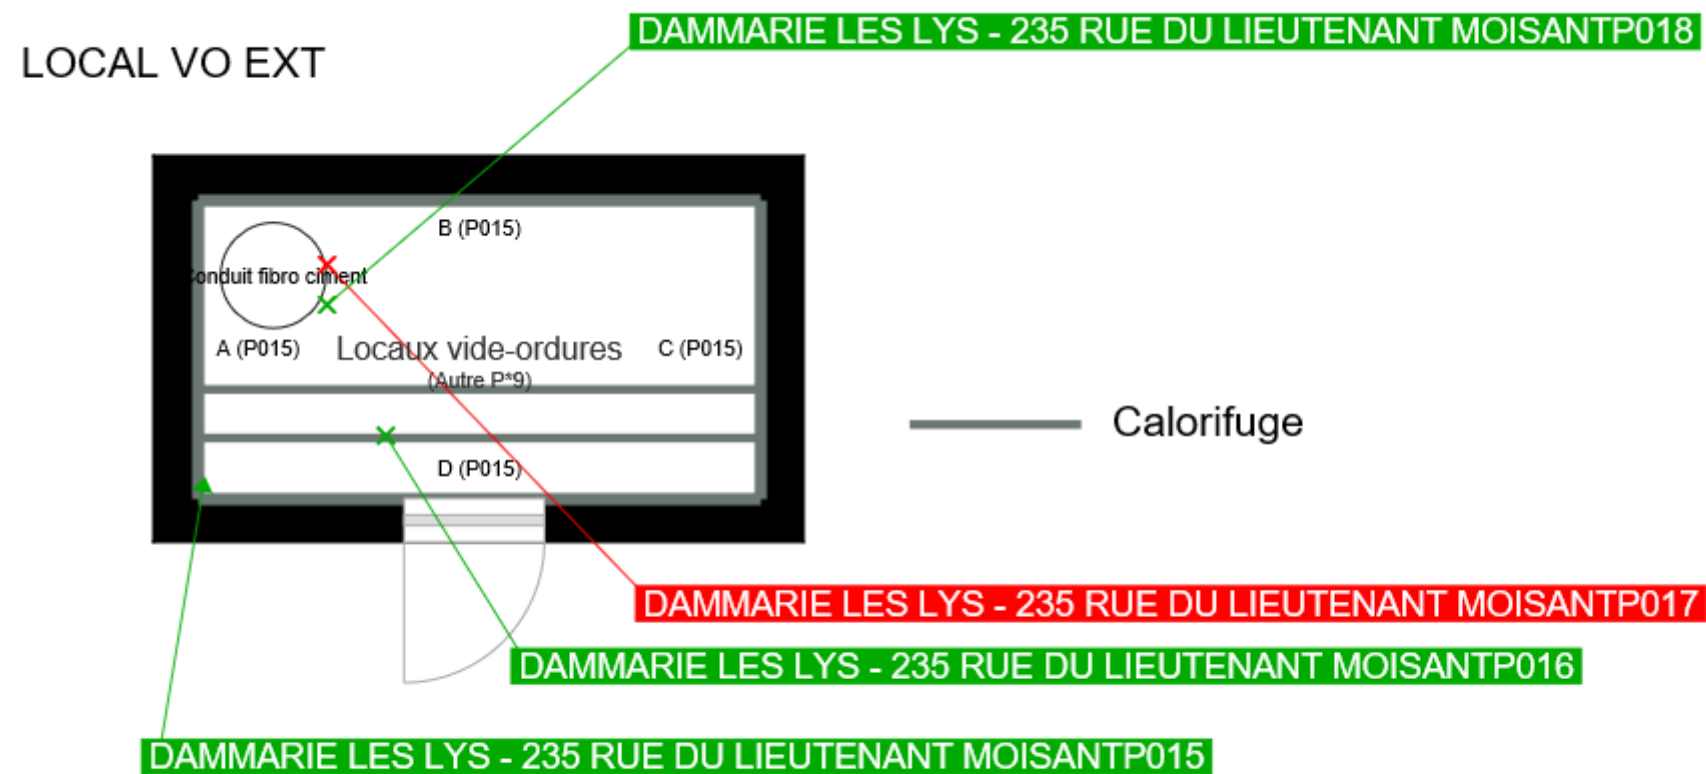 DAMMARIE LES LYS - 235 RUE DU LIEUTENANT MOISANTP018
LOCAL VO EXT
B (P015)
Conduit fibro ciment
A (P015)
Locaux vide-ordures
C (P015)
(Autre P*9)
Calorifuge
D (P015)
DAMMARIE LES LYS - 235 RUE DU LIEUTENANT MOISANTP017
DAMMARIE LES LYS - 235 RUE DU LIEUTENANT MOISANTP016
DAMMARIE LES LYS - 235 RUE DU LIEUTENANT MOISANTP015